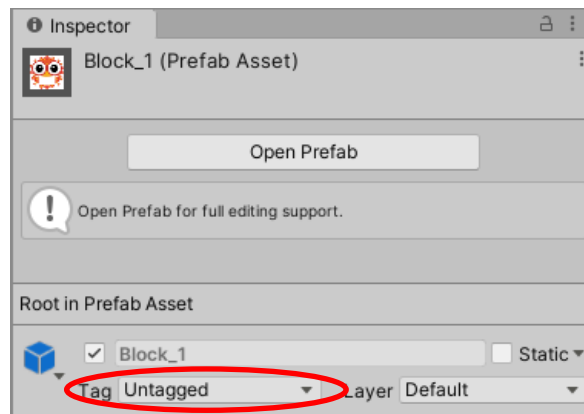 Inspector
Block_1 (Prefab Asset)
Open Prefab
Open Prefab for full editing support.
Root in Prefab Asset
Block_1 Static
Tag Untagged Layer Default